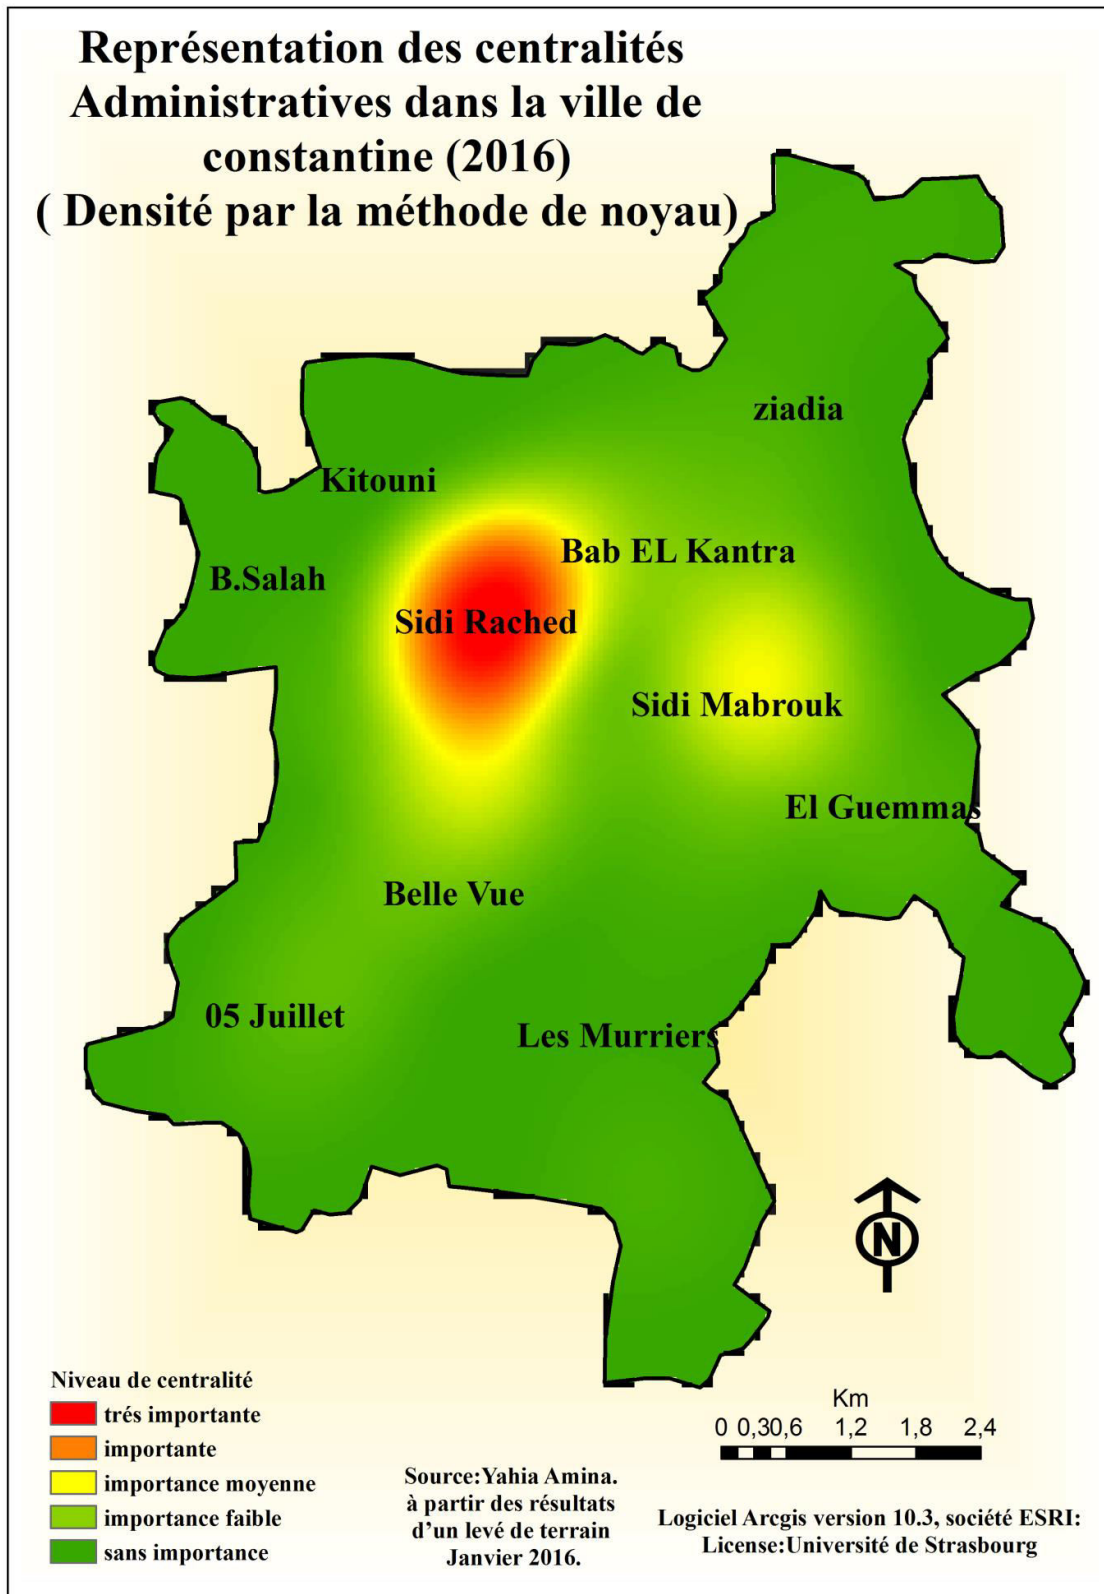 Représentation des centralités
Administratives dans la ville de
constantine (2016)
( Densité par la méthode de noyau)
ziadia
Kitouni
Bab EL Kantra
B.Salah
Sidi Rached
Sidi Mabrouk
El Guemmas
Belle Vue
05 Juillet
Les Murriers
N
Niveau de centralité
trés importante
importante
importance moyenne
importance faible
sans importance
Source:Yahia Amina.
à partir des résultats
d'un levé de terrain
Janvier 2016.
Km
0 0,30,6 1,2 1,8 2,4
Logiciel Arcgis version 10.3, société ESRI:
License:Université de Strasbourg